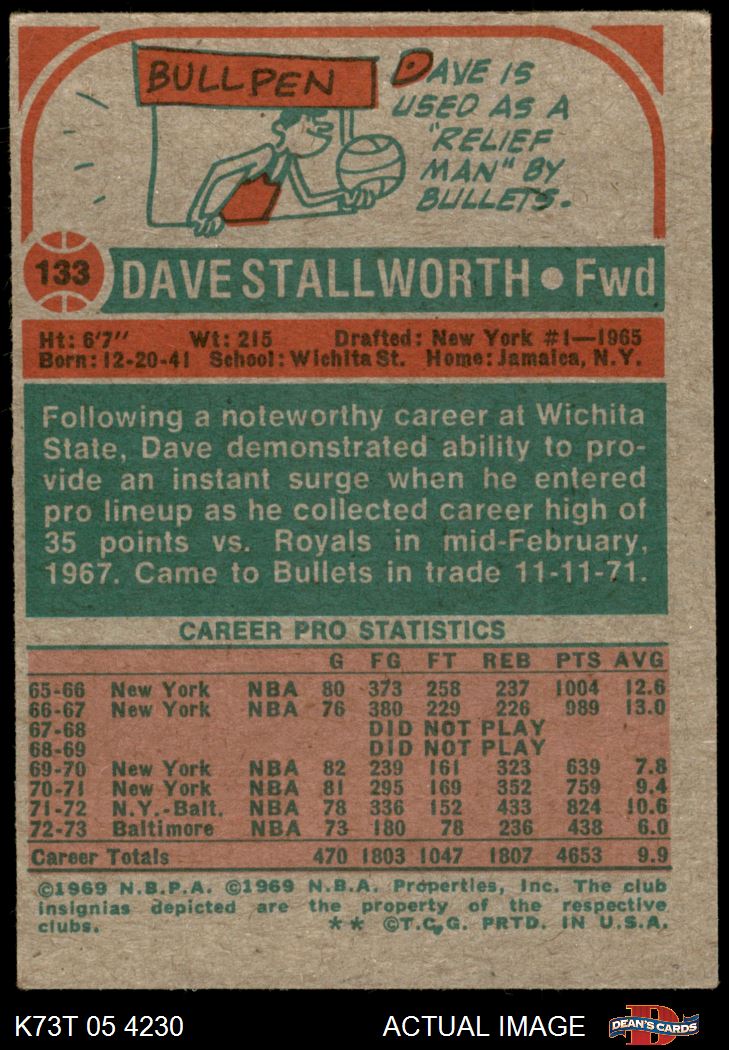 BULLPEN
DAVE IS
USED AS A
"RELIEF
MAN" BY
BULLETS.
133 DAVE STALLWORTH • Fwd
Ht: 6'7" Wt: 215 Drafted: New York #1—1965
Born: 12-20-41 School: Wichita St. Home: Jamaica, N.Y.
Following a noteworthy career at Wichita
State, Dave demonstrated ability to pro-
vide an instant surge when he entered
pro lineup as he collected career high of
35 points vs. Royals in mid-February,
1967. Came to Bullets in trade 11-11-71.
CAREER PRO STATISTICS
G FG FT REB PTS AVG
65-66 New York NBA 80 373 258 237 1004 12.6
66-67 New York NBA 76 380 229 226 989 13.0
67-68 DID NOT PLAY
68-69 DID NOT PLAY
69-70 New York NBA 82 239 161 323 639 7.8
70-71 New York NBA 81 295 169 352 759 9.4
71-72 N.Y.-Balt. NBA 78 336 152 433 824 10.6
72-73 Baltimore NBA 73 180 78 236 438 6.0
Career Totals 470 1803 1047 1807 4653 9.9
©1969 N.B.P.A. ©1969 N.B.A. Properties, Inc. The club
insignias depicted are the property of the respective
clubs. ** ©T.C.G. PRTD. IN U.S.A.
K73T 05 4230 ACTUAL IMAGE DEAN'S CARDS